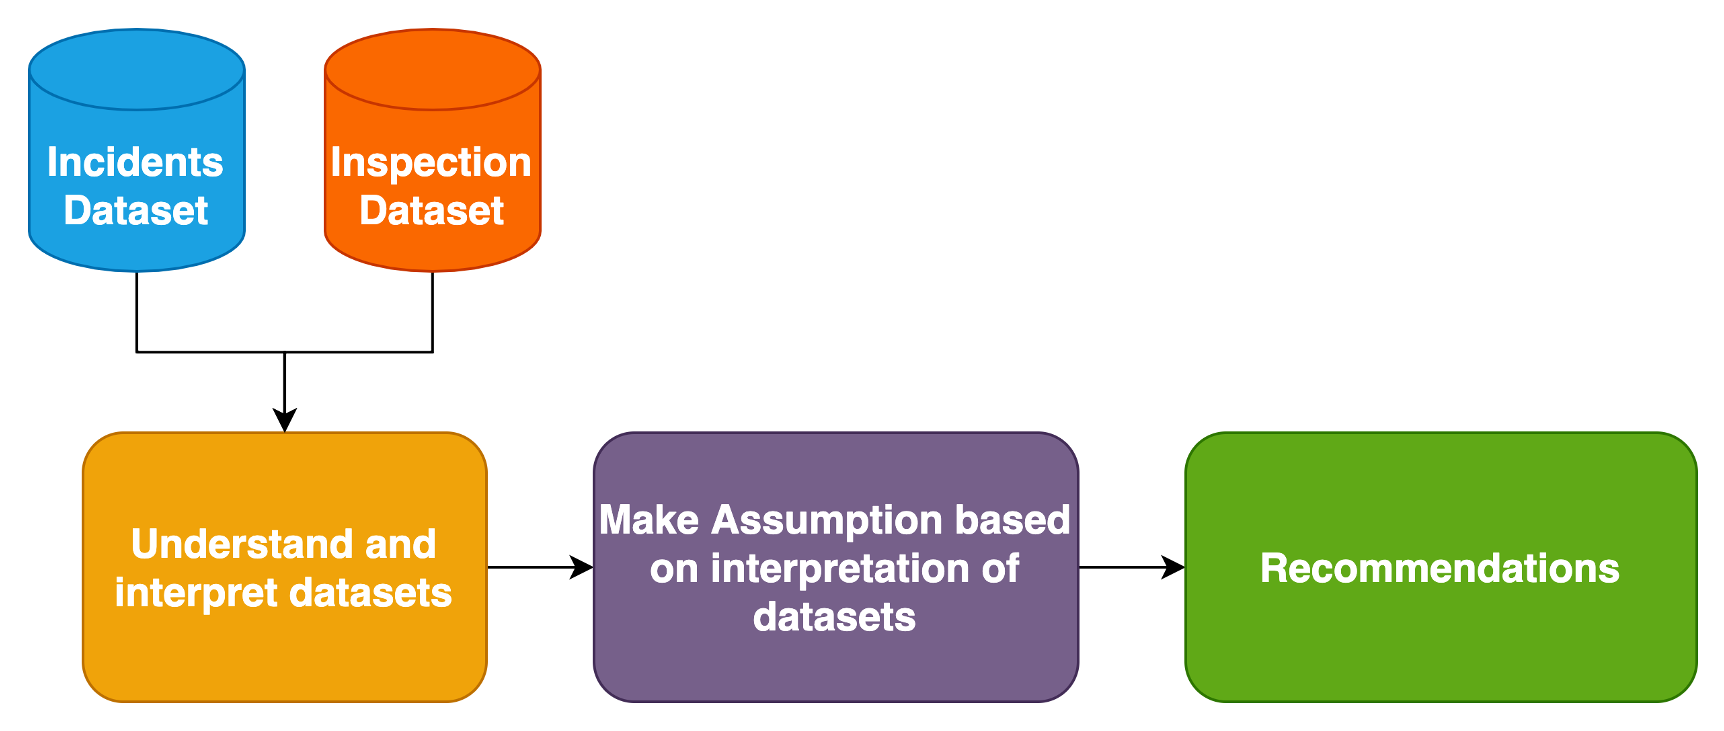 Incidents
Dataset
Inspection
Dataset
Understand and
interpret datasets
Make Assumption based
on interpretation of
datasets
Recommendations